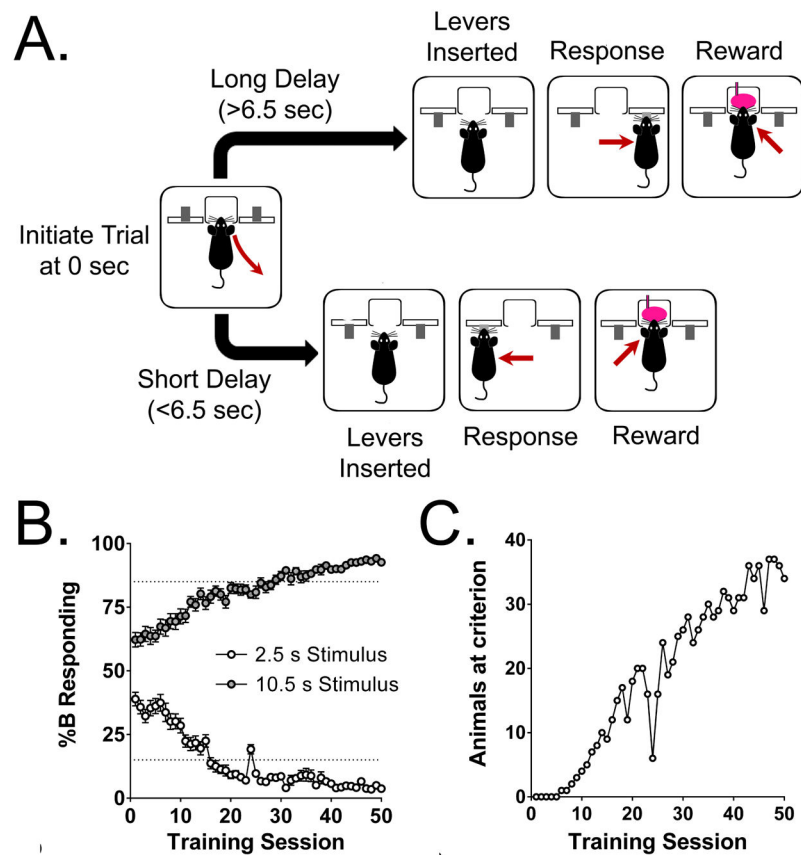 A.
Levers
Inserted
Response
Reward
Long Delay
(>6.5 sec)
Initiate Trial
at 0 sec
Short Delay
(<6.5 sec)
Levers
Inserted
Response
Reward
B.
%B Responding
100
75
50
25
0
2.5 s Stimulus
10.5 s Stimulus
0 10 20 30 40 50
Training Session
C.
Animals at criterion
40
30
20
10
0
0 10 20 30 40 50
Training Session